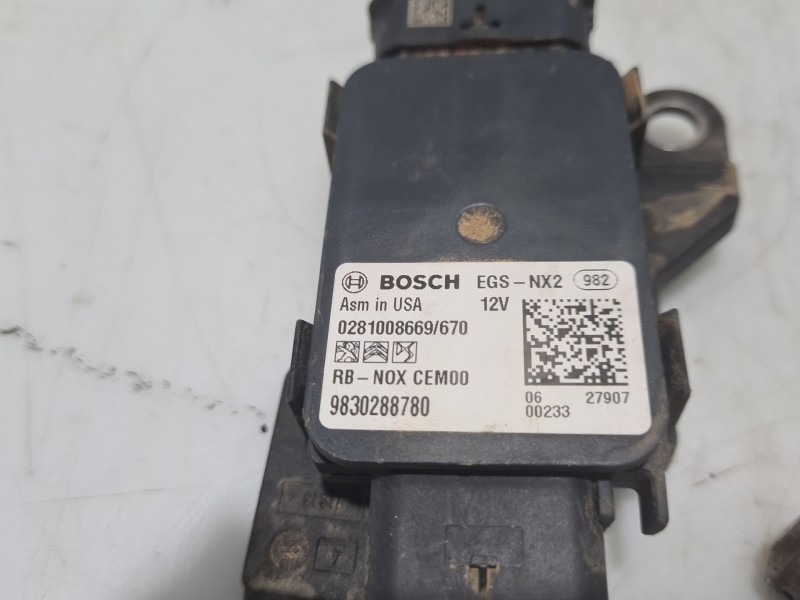 BOSCH EGS-NX2 982
Asm in USA 12V
0281008669/670
RB-NOX CEM00
9830288780
06 27907
00233